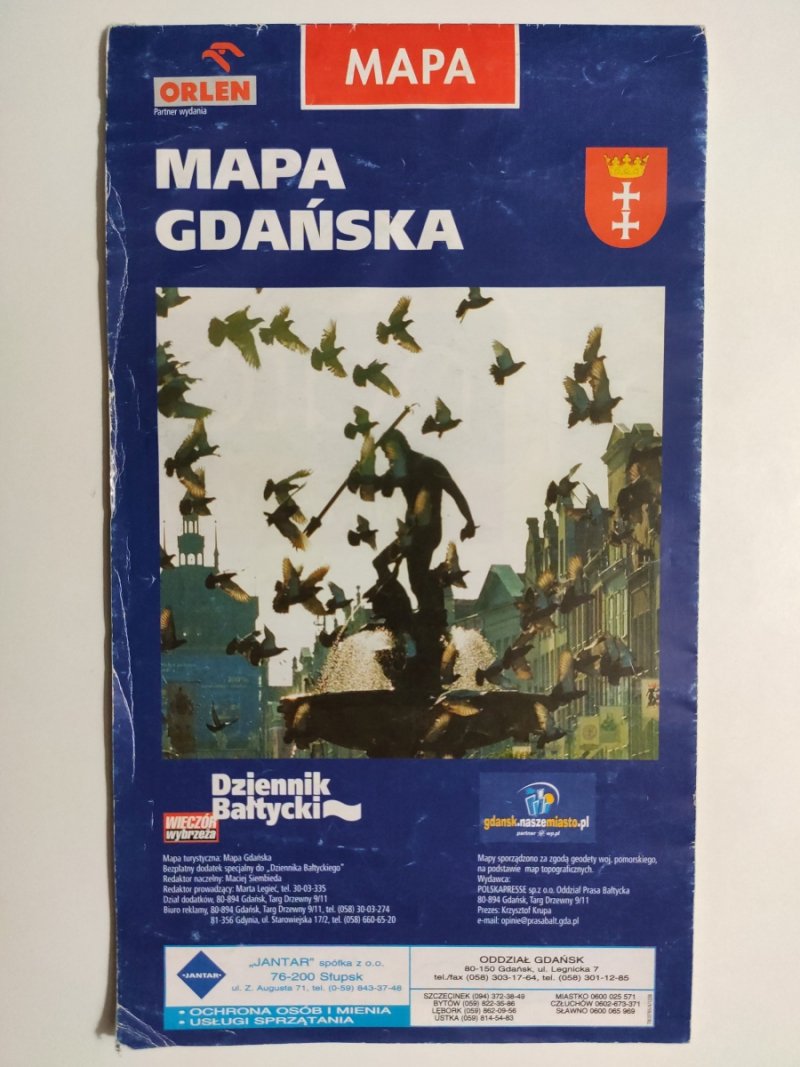 ORLEN
Partner wydania
MAPA
MAPA
GDAŃSKA
Dziennik
Bałtycki
WIECZÓR
wybrzeża
gdansk.naszemiasto.pl
partner wp.pl
Mapa turystyczna: Mapa Gdańska
Bezpłatny dodatek specjalny do „Dziennika Bałtyckiego"
Redaktor naczelny: Maciej Siembieda
Redaktor prowadzący: Marta Legieć, tel. 30-03-335
Dział dodatków, 80-894 Gdańsk, Targ Drzewny 9/11
Biuro reklamy, 80-894 Gdańsk, Targ Drzewny 9/11, tel. (058) 30-03-274
81-356 Gdynia, ul. Starowiejska 17/2, tel. (058) 660-65-20
Mapy sporządzono za zgodą geodety woj. pomorskiego,
na podstawie map topograficznych.
Wydawca:
POLSKAPRESSE sp.z o.o. Oddział Prasa Bałtycka
80-894 Gdańsk, Targ Drzewny 9/11
Prezes: Krzysztof Krupa
e-mail: opinie@prasabalt.gda.pl
JANTAR
„JANTAR" spółka z o.o.
76-200 Słupsk
ul. Z. Augusta 71, tel. (0-59) 843-37-48
• OCHRONA OSÓB I MIENIA
• USŁUGI SPRZĄTANIA
ODDZIAŁ GDAŃSK
80-150 Gdańsk, ul. Legnicka 7
tel./fax (058) 303-17-64, tel. (058) 301-12-85
SZCZECINEK (094) 372-38-49
BYTÓW (059) 822-35-86
LĘBORK (059) 862-09-56
USTKA (059) 814-54-83
MIASTKO 0600 025 571
CZŁUCHÓW 0602-673-371
SŁAWNO 0600 065 969